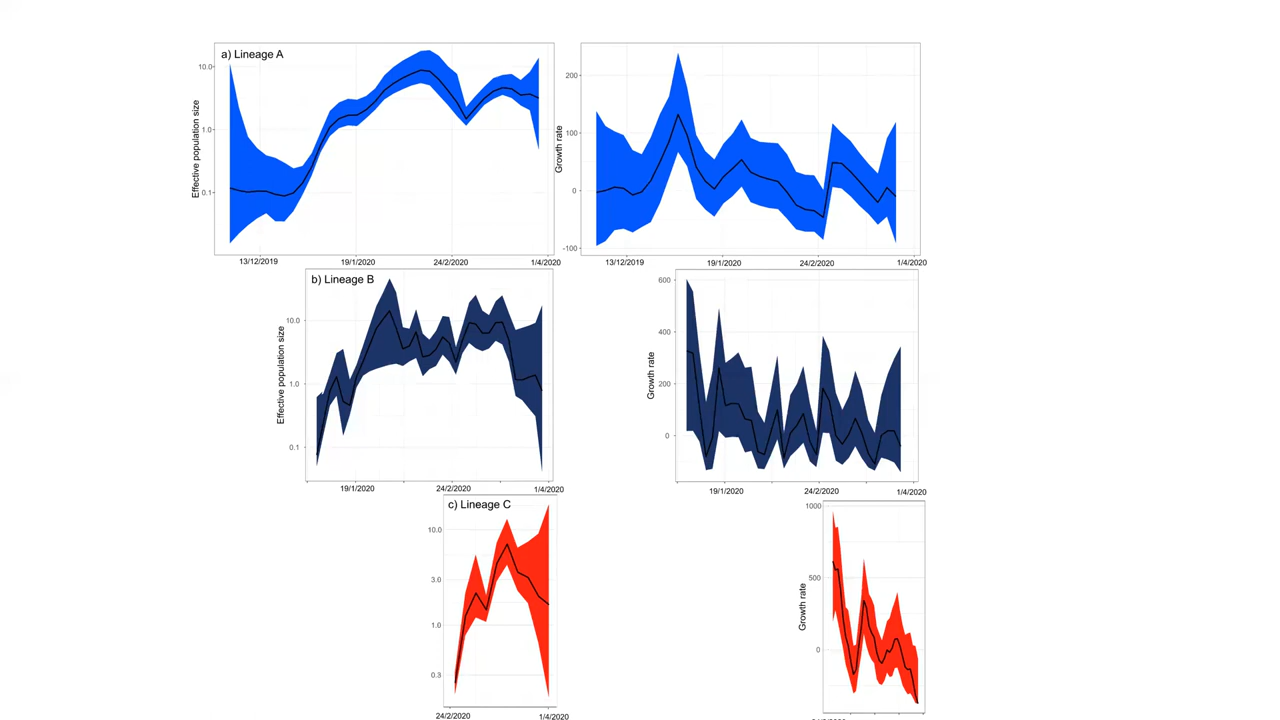 a) Lineage A
Effective population size
10.0
1.0
0.1
13/12/2019 19/1/2020 24/2/2020 1/4/2020
Growth rate
200
100
0
-100
13/12/2019 19/1/2020 24/2/2020 1/4/2020
b) Lineage B
Effective population size
10.0
1.0
0.1
19/1/2020 24/2/2020 1/4/2020
Growth rate
600
400
200
0
19/1/2020 24/2/2020 1/4/2020
c) Lineage C
10.0
3.0
1.0
0.3
24/2/2020 1/4/2020
Growth rate
1000
500
0